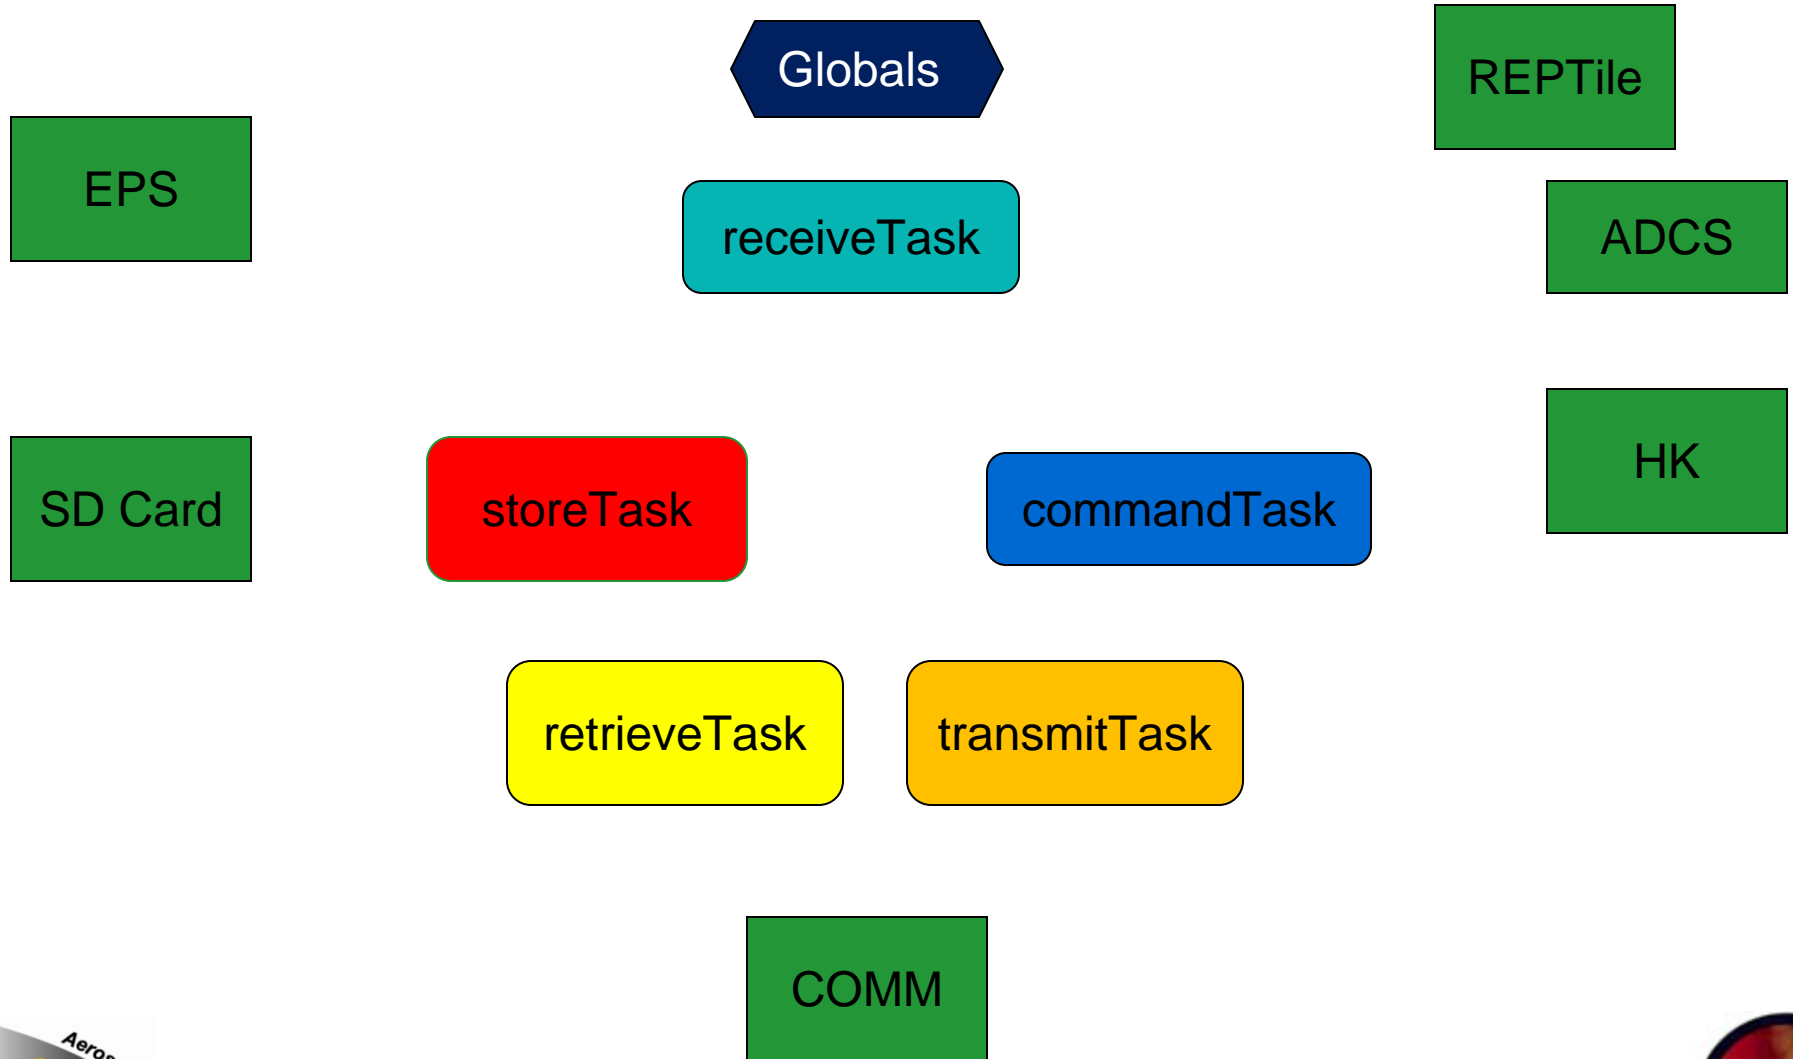 Globals
REPTile
EPS
receiveTask
ADCS
HK
SD Card
storeTask
commandTask
retrieveTask
transmitTask
COMM